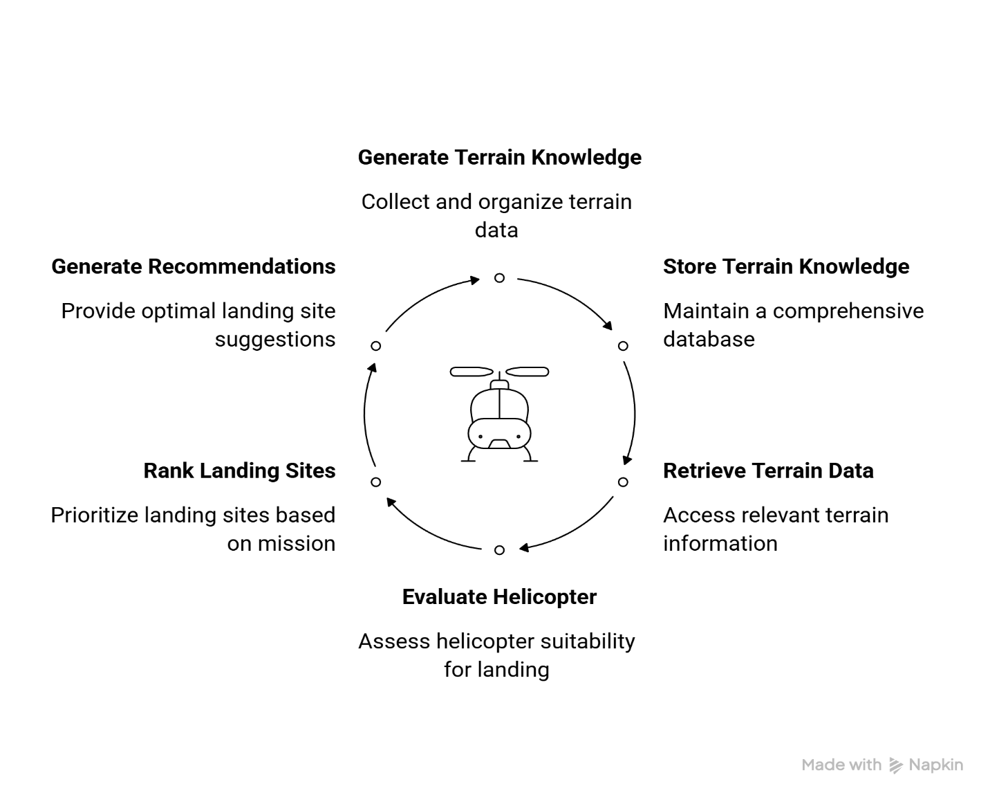 Generate Terrain Knowledge
Collect and organize terrain
data
Store Terrain Knowledge
Maintain a comprehensive
database
Retrieve Terrain Data
Access relevant terrain
information
Evaluate Helicopter
Assess helicopter suitability
for landing
Rank Landing Sites
Prioritize landing sites based
on mission
Generate Recommendations
Provide optimal landing site
suggestions
Made with Napkin